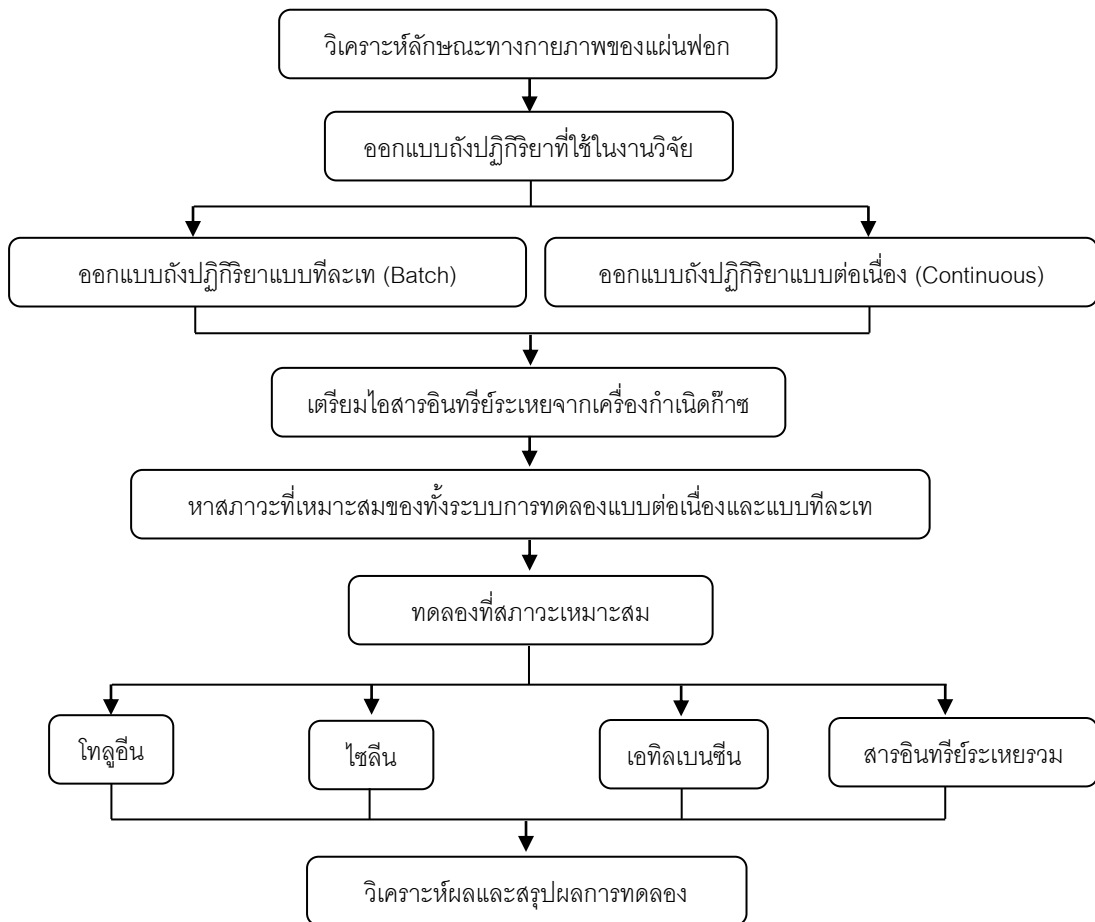 วิเคราะห์ลักษณะทางกายภาพของแผ่นฟอก
ออกแบบถังปฏิกิริยาที่ใช้ในงานวิจัย
ออกแบบถังปฏิกิริยาแบบทีละเท (Batch)
ออกแบบถังปฏิกิริยาแบบต่อเนื่อง (Continuous)
เตรียมไอสารอินทรีย์ระเหยจากเครื่องกำเนิดก๊าซ
หาสภาวะที่เหมาะสมของทั้งระบบการทดลองแบบต่อเนื่องและแบบทีละเท
ทดลองที่สภาวะเหมาะสม
โทลูอีน
ไซลีน
เอทิลเบนซีน
สารอินทรีย์ระเหยรวม
วิเคราะห์ผลและสรุปผลการทดลอง